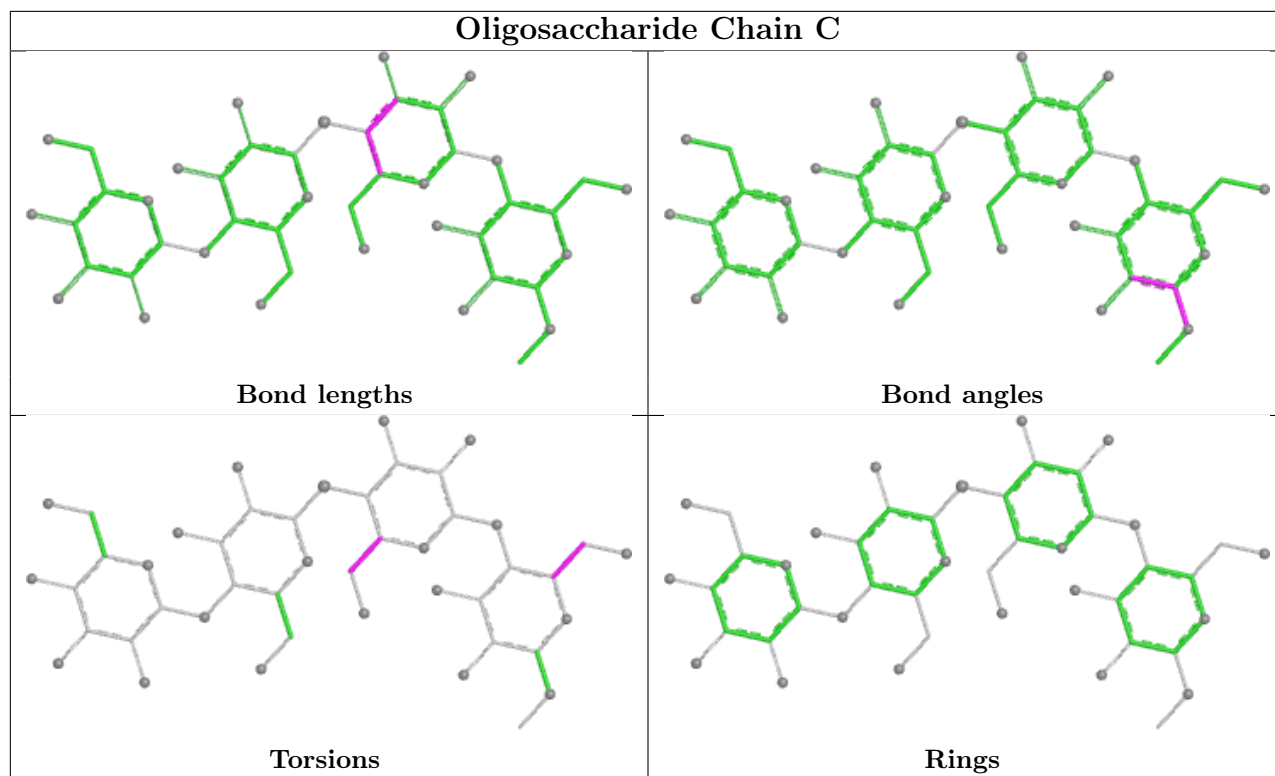 Oligosaccharide Chain C
Bond lengths
Bond angles
Torsions
Rings